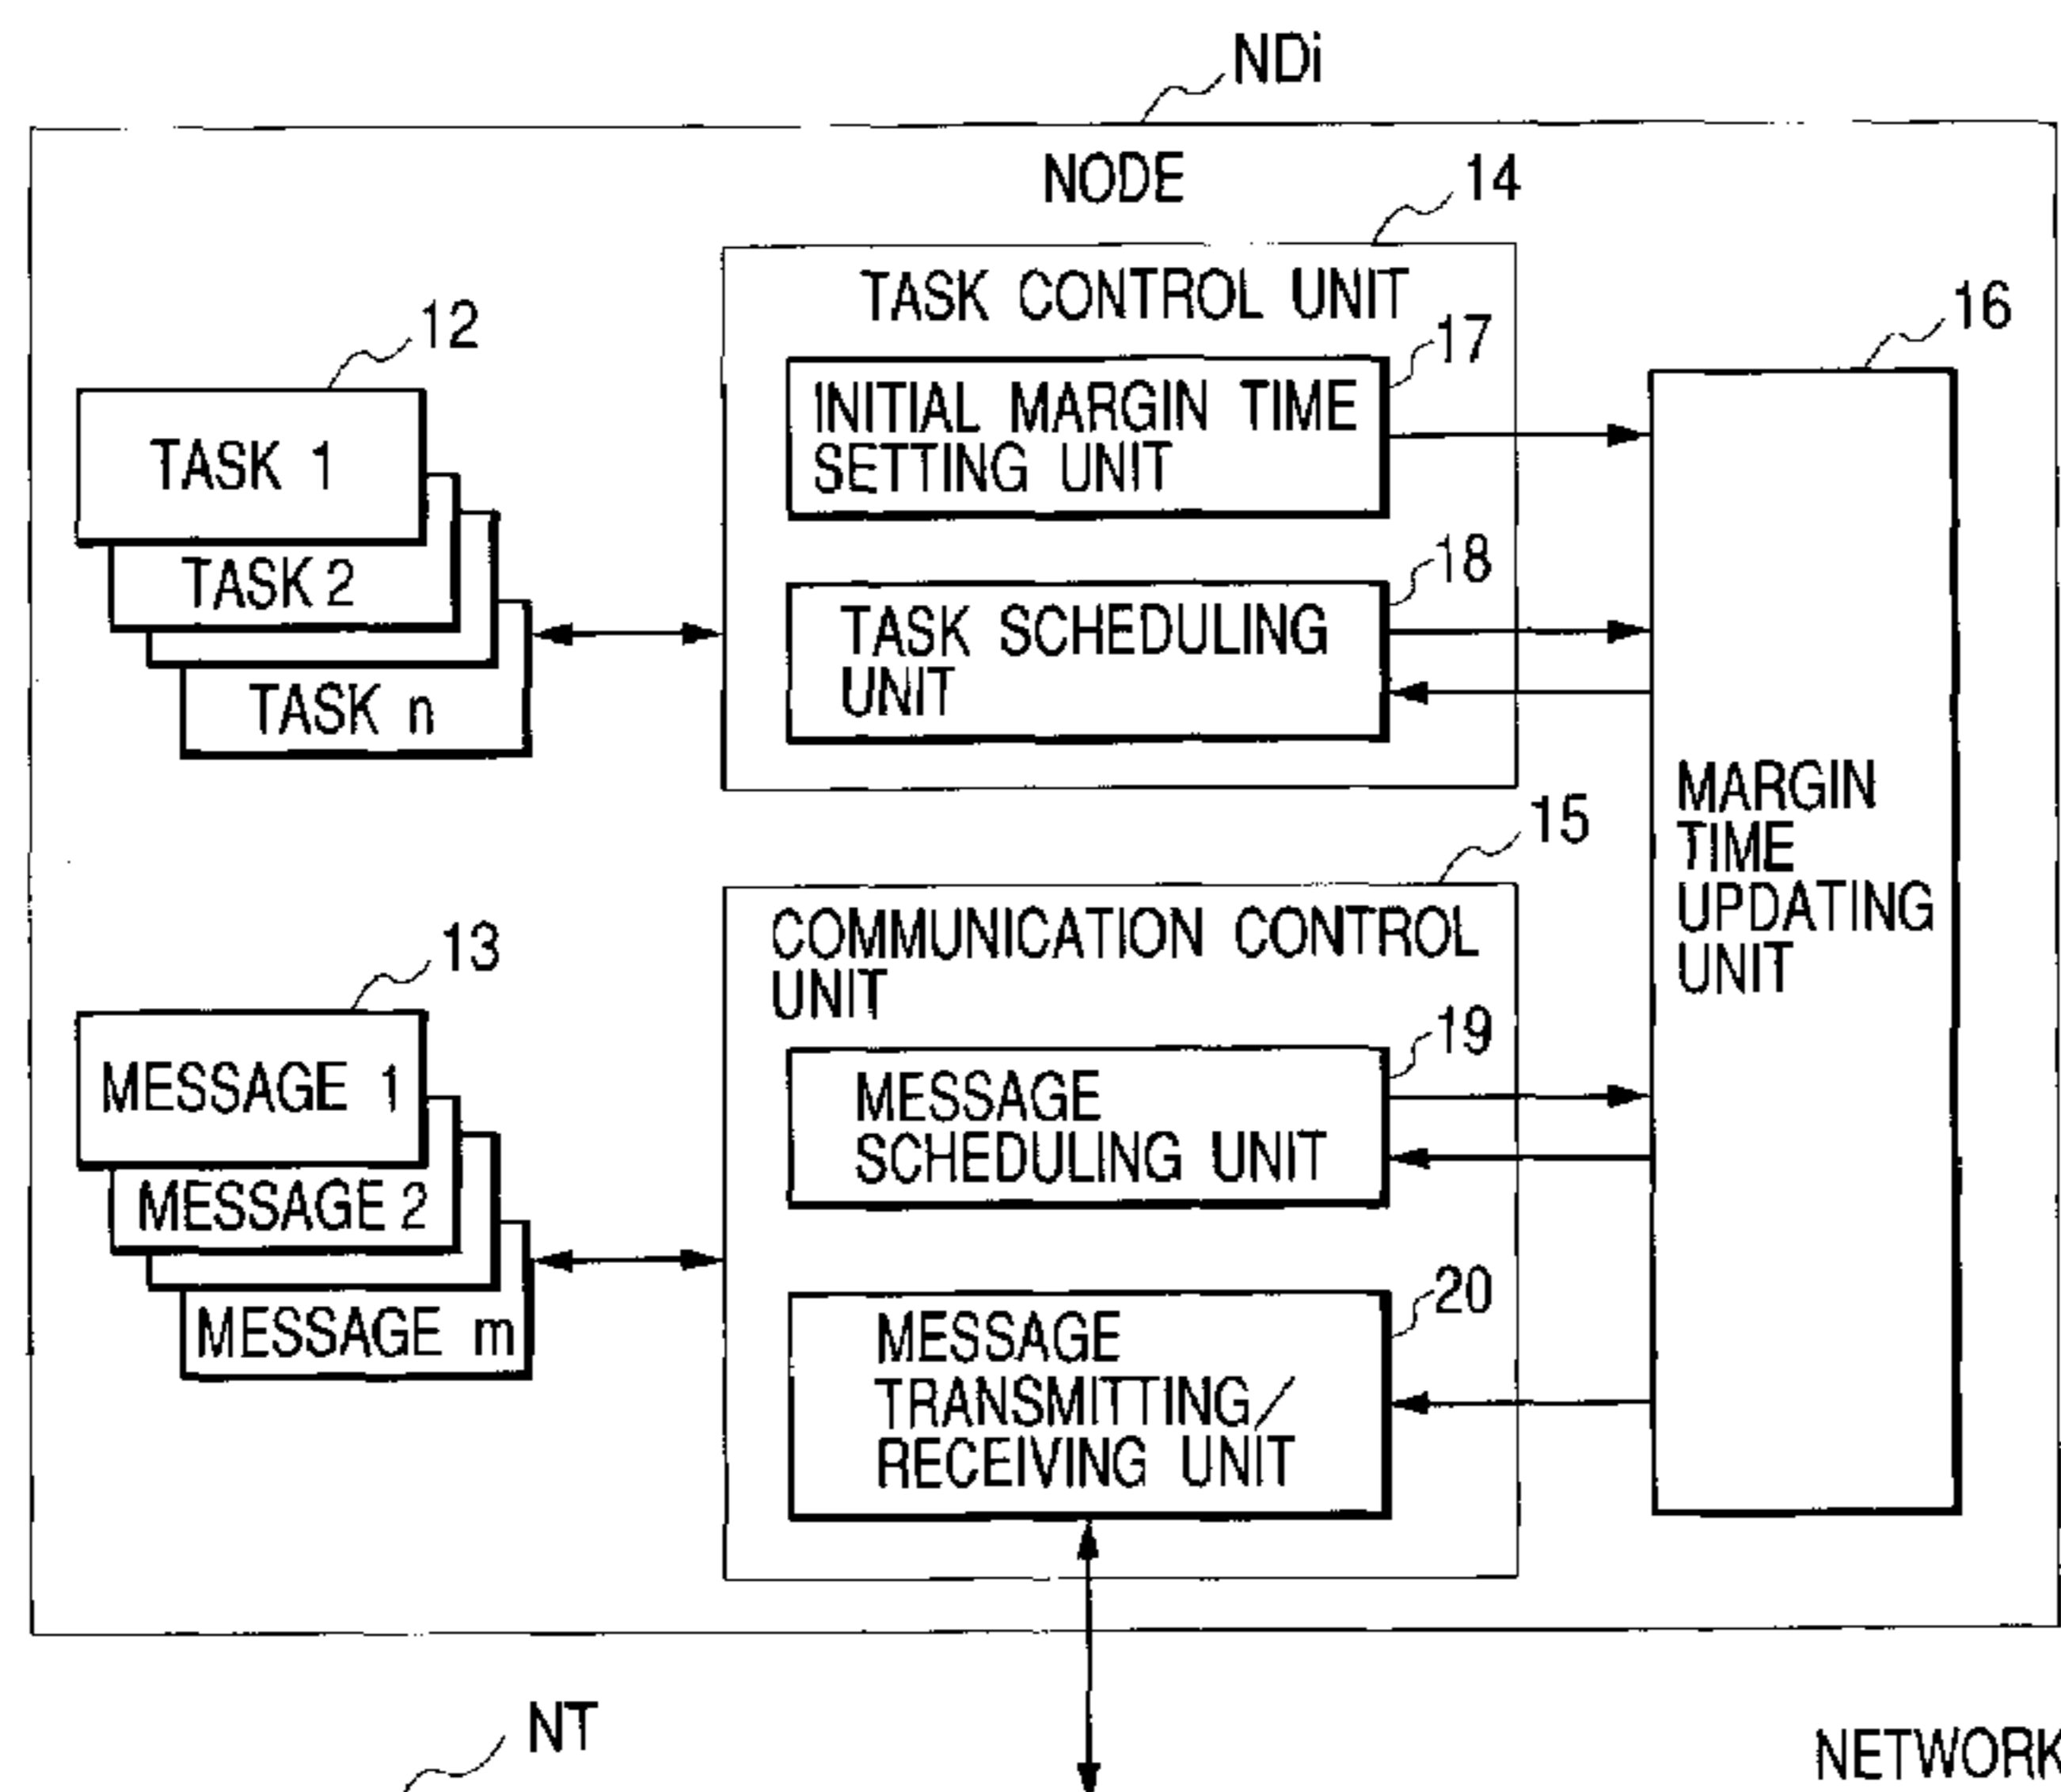 NDi
NODE
14
TASK CONTROL UNIT
12
17
16
INITIAL MARGIN TIME
SETTING UNIT
TASK 1
TASK 2
TASK n
18
TASK SCHEDULING
UNIT
MARGIN
TIME
UPDATING
UNIT
15
COMMUNICATION CONTROL
UNIT
13
19
MESSAGE 1
MESSAGE 2
MESSAGE m
MESSAGE
SCHEDULING UNIT
20
MESSAGE
TRANSMITTING/
RECEIVING UNIT
NT
NETWORK